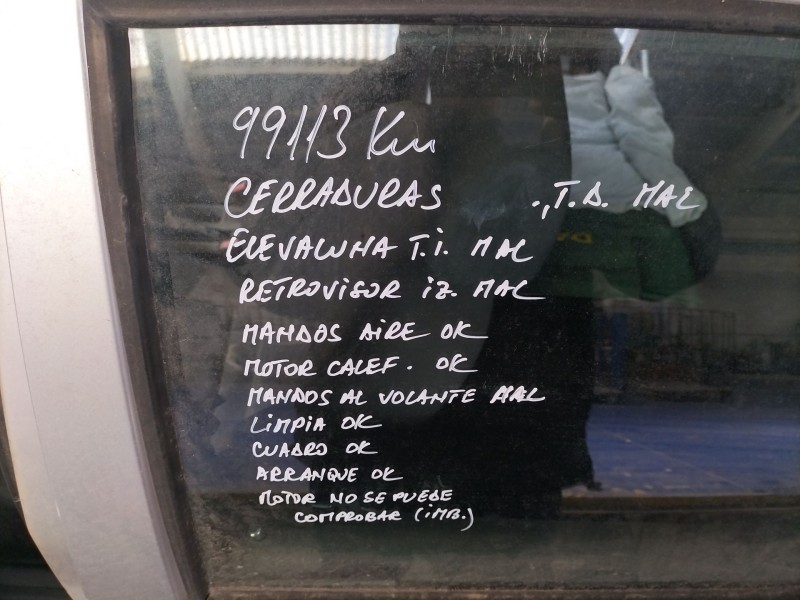 99113 Km
CERRADURAS ., T.D. MAL
ELEVALUNA T.I. MAL
RETROVISOR IZ. MAL
MANDOS AIRE OK
MOTOR CALEF. OK
MANDOS AL VOLANTE MAL
LIMPIA OK
CUADRO OK
ARRANQUE OK
MOTOR NO SE PUEDE
COMPROBAR (IMB.)